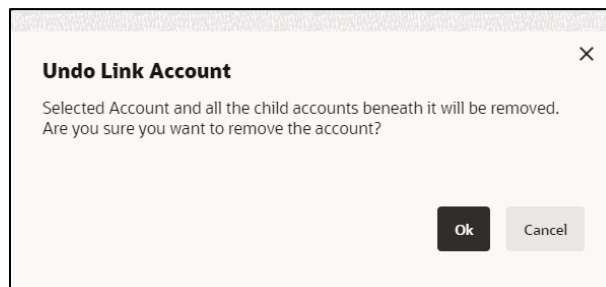 Undo Link Account
Selected Account and all the child accounts beneath it will be removed.
Are you sure you want to remove the account?
Ok
Cancel